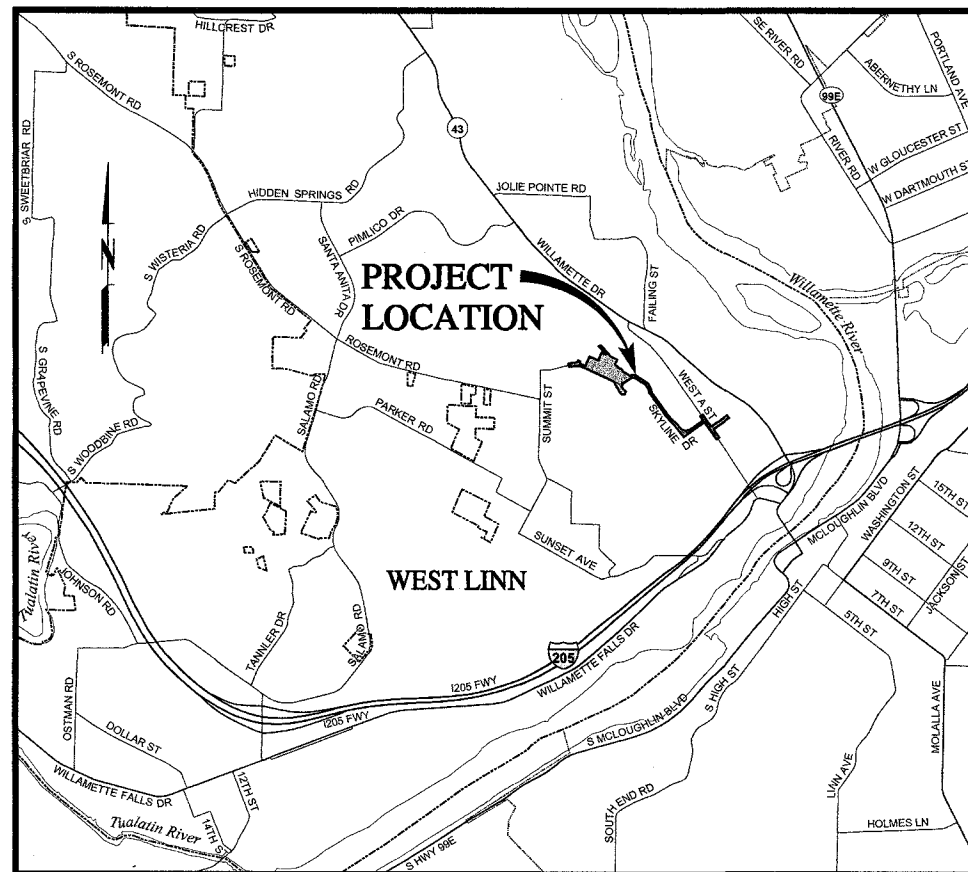 HILLCREST DR
S ROSEMONT RD
S SWEETBRIAR RD
43
SE RIVER RD
99E
RIVER RD
ABERNETHY LN
PORTLAND AVE
W GLOUCESTER ST
W DARTMOUTH ST
HIDDEN SPRINGS RD
JOLIE POINTE RD
PIMLICO DR
S WISTERIA RD
SANTA ANITA DR
S ROSEMONT RD
N
WILLAMETTE DR
FAILING ST
Willamette River
PROJECT
LOCATION
ROSEMONT RD
S GRAPEVINE RD
SALAMO RD
PARKER RD
SUMMIT ST
WEST A ST
SKYLINE DR
S WOODBINE RD
SUNSET AVE
MCLOUGHLIN BLVD
WASHINGTON ST
15TH ST
12TH ST
9TH ST
7TH ST
JACKSON ST
5TH ST
HIGH ST
Tualatin River
JOHNSON RD
WEST LINN
TANNLER DR
SALAMO RD
205
WILLAMETTE FALLS DR
I205 FWY
I205 FWY
S HIGH ST
S MCLOUGHLIN BLVD
OSTMAN RD
DOLLAR ST
WILLAMETTE FALLS DR
12TH ST
14TH ST
Tualatin River
S HWY 99E
SOUTH END RD
LINN AVE
MOLALLA AVE
HOLMES LN